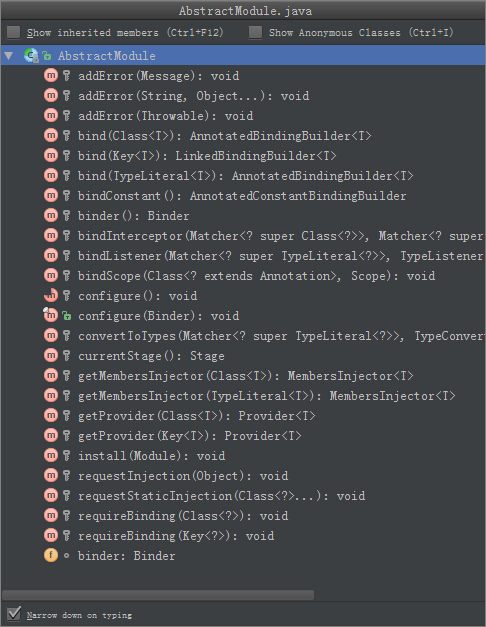 AbstractModule.java
Show inherited members (Ctrl+F12) Show Anonymous Classes (Ctrl+I)
AbstractModule
m addError(Message): void
m addError(String, Object...): void
m addError(Throwable): void
m bind(Class<T>): AnnotatedBindingBuilder<T>
m bind(Key<T>): LinkedBindingBuilder<T>
m bind(TypeLiteral<T>): AnnotatedBindingBuilder<T>
m bindConstant(): AnnotatedConstantBindingBuilder
m binder(): Binder
m bindInterceptor(Matcher<? super Class<?>>, Matcher<? super
m bindListener(Matcher<? super TypeLiteral<?>>, TypeListener
m bindScope(Class<? extends Annotation>, Scope): void
m configure(): void
m configure(Binder): void
m convertToTypes(Matcher<? super TypeLiteral<?>>, TypeConvert
m currentStage(): Stage
m getMembersInjector(Class<T>): MembersInjector<T>
m getMembersInjector(TypeLiteral<T>): MembersInjector<T>
m getProvider(Class<T>): Provider<T>
m getProvider(Key<T>): Provider<T>
m install(Module): void
m requestInjection(Object): void
m requestStaticInjection(Class<?>...): void
m requireBinding(Class<?>): void
m requireBinding(Key<?>): void
f binder: Binder
Narrow down on typing